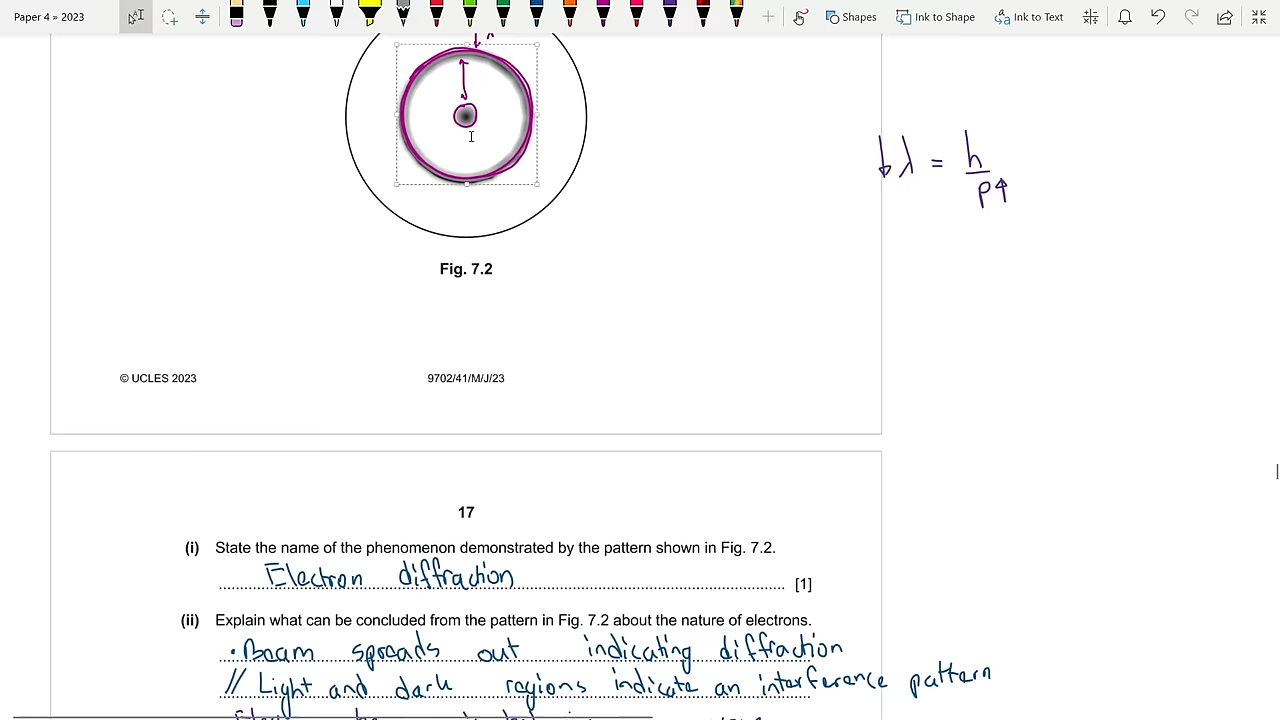 Paper 4 » 2023
Shapes
Ink to Shape
Ink to Text
λ
↓λ = h
p↑
Fig. 7.2
© UCLES 2023
9702/41/M/J/23
17
(i) State the name of the phenomenon demonstrated by the pattern shown in Fig. 7.2.
Electron diffraction
[1]
(ii) Explain what can be concluded from the pattern in Fig. 7.2 about the nature of electrons.
• Beam spreads out indicating diffraction
// Light and dark regions indicate an interference pattern